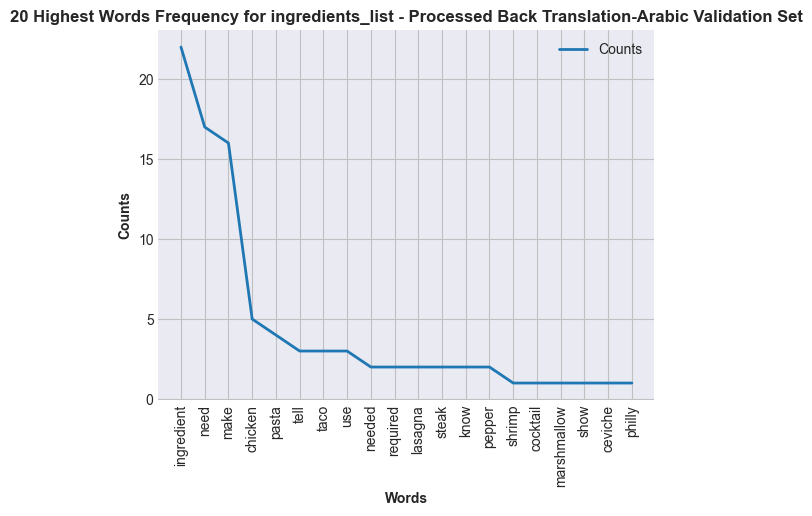 20 Highest Words Frequency for ingredients_list - Processed Back Translation-Arabic Validation Set
Counts
Counts
20
15
10
5
0
ingredient
need
make
chicken
pasta
tell
taco
use
needed
required
lasagna
steak
know
pepper
shrimp
cocktail
marshmallow
show
ceviche
philly
Words